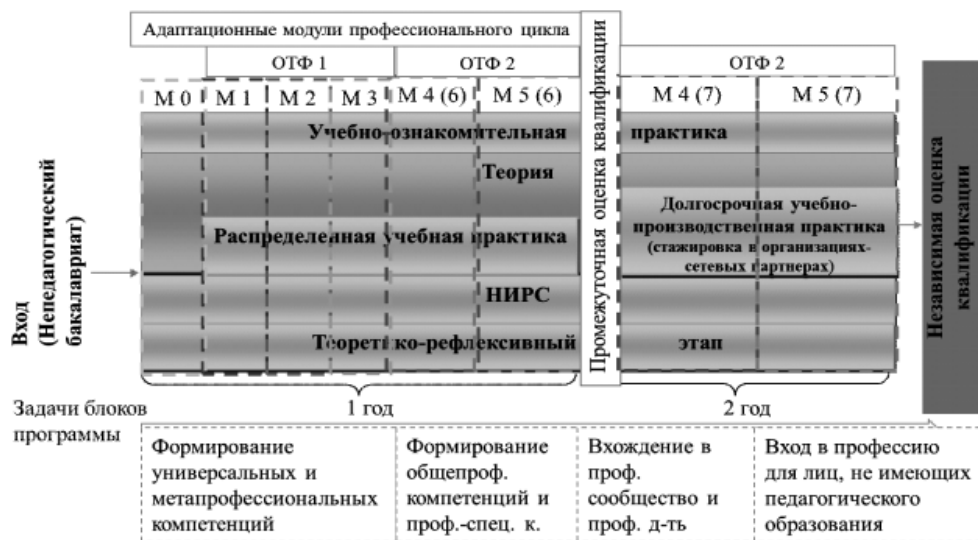 Адаптационные модули профессионального цикла
ОТФ 1
ОТФ 2
ОТФ 2
М 0
М 1
М 2
М 3
М 4 (6)
М 5 (6)
М 4 (7)
М 5 (7)
Учебно-ознакомительная практика
Теория
Распределенная учебная практика
Долгосрочная учебно-
производственная практика
(стажировка в организациях-
сетевых партнерах)
НИРС
Теоретико-рефлексивный этап
Вход
(Непедагогический
бакалавриат)
Промежуточная оценка квалификации
Независимая оценка
квалификации
1 год
2 год
Задачи блоков
программы
Формирование
универсальных и
метапрофессиональных
компетенций
Формирование
общепроф.
компетенций и
проф.-спец. к.
Вхождение в
проф.
сообщество и
проф. д-ть
Вход в профессию
для лиц, не имеющих
педагогического
образования